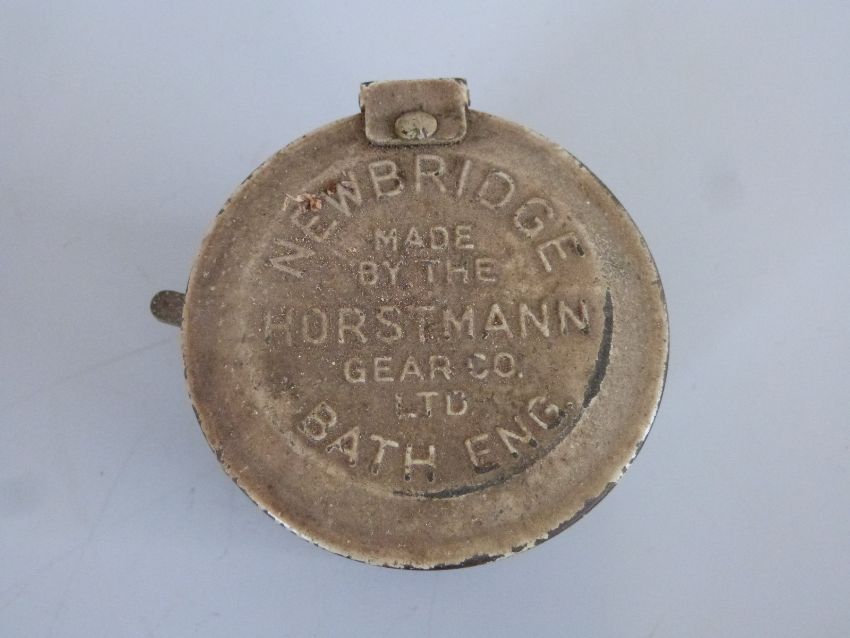 NEWBRIDGE
MADE
BY THE
HORSTMANN
GEAR CO.
LTD
BATH ENG.